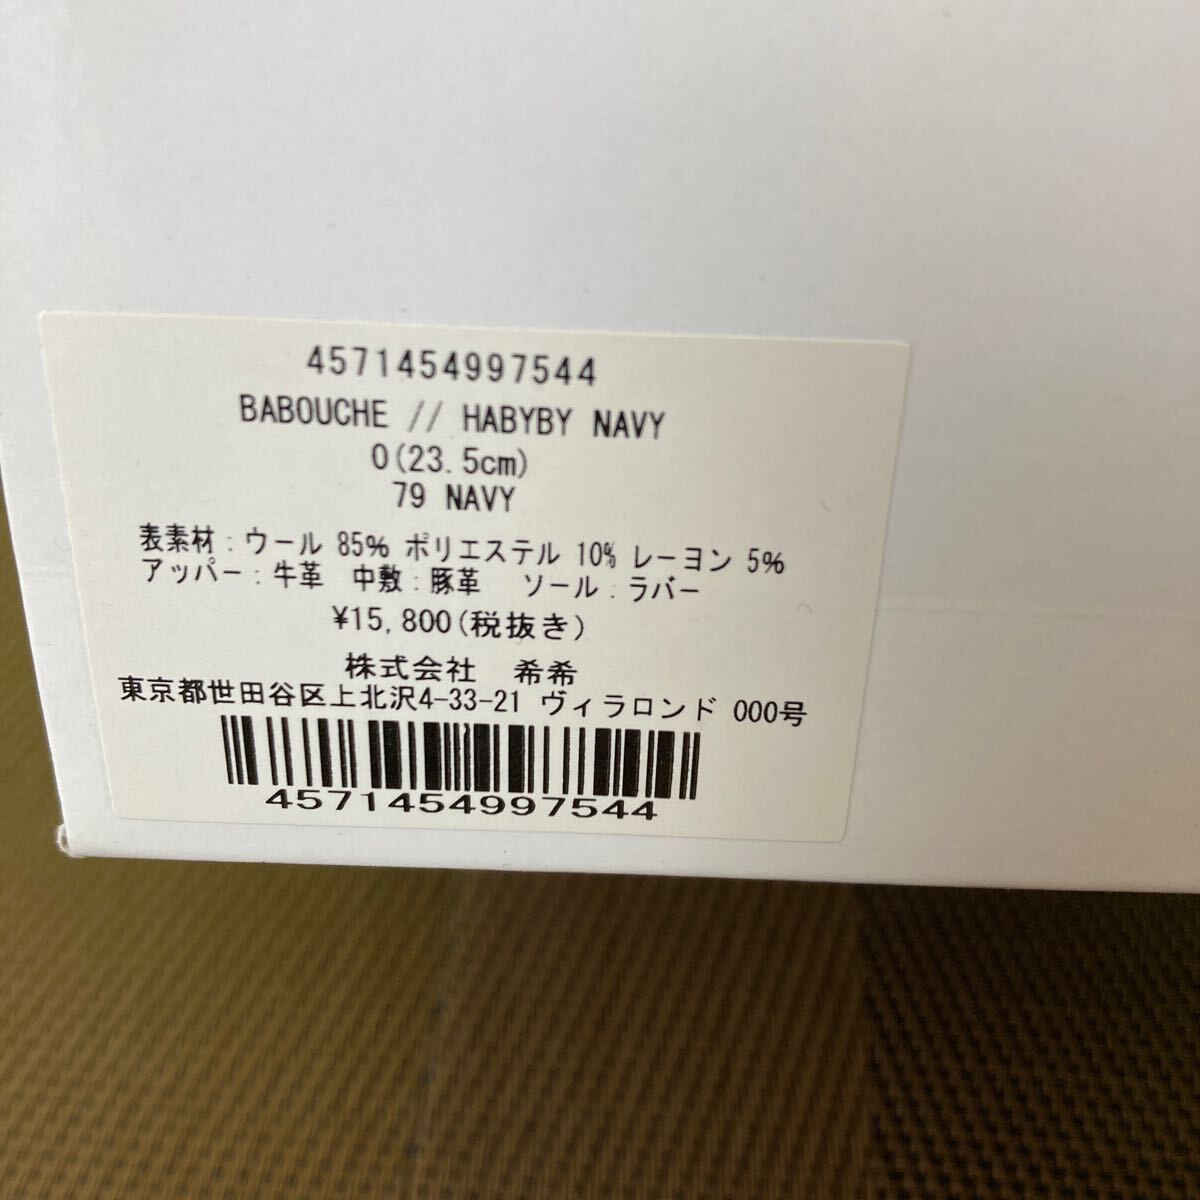 4571454997544
BABOUCHE // HABYBY NAVY
0(23.5cm)
79 NAVY
表素材:ウール 85% ポリエステル 10% レーヨン 5%
アッパー:牛革 中敷:豚革 ソール:ラバー
¥15,800(税抜き)
株式会社 希希
東京都世田谷区上北沢4-33-21 ヴィラロンド 000号
4571454997544